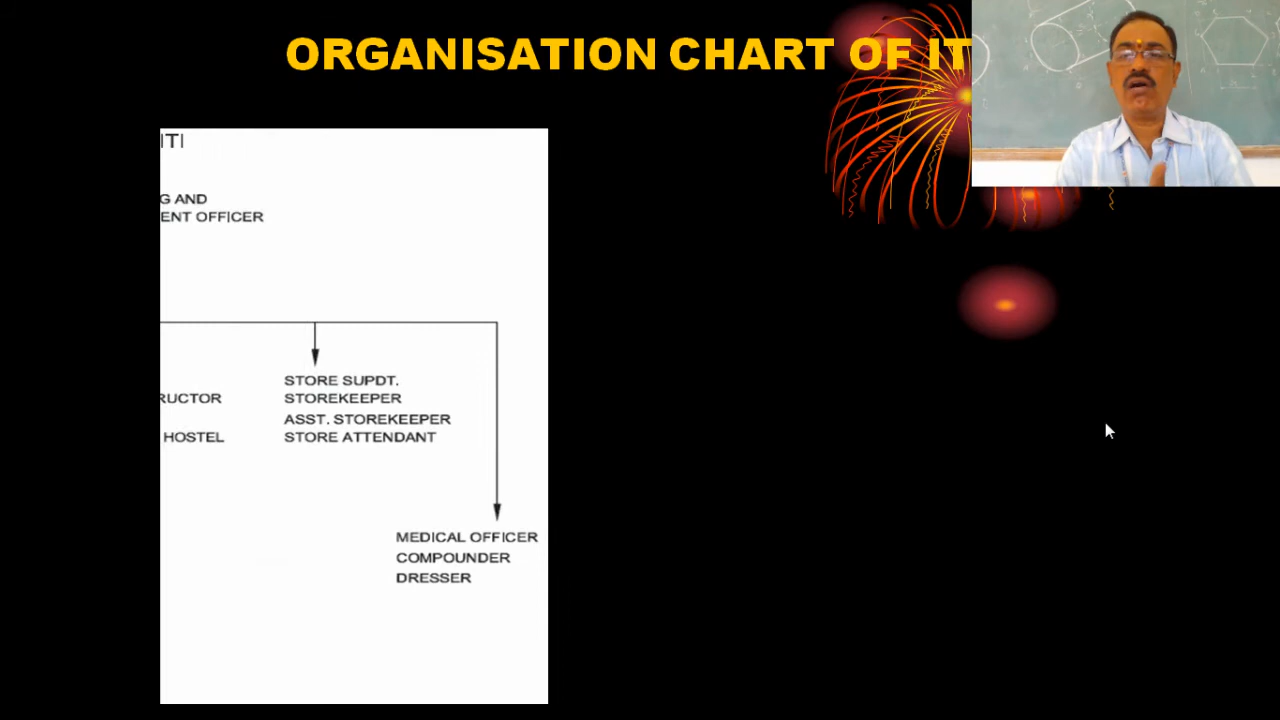 ORGANISATION CHART OF IT
ITI
G AND
ENT OFFICER
RUCTOR
HOSTEL
STORE SUPDT.
STOREKEEPER
ASST. STOREKEEPER
STORE ATTENDANT
MEDICAL OFFICER
COMPOUNDER
DRESSER